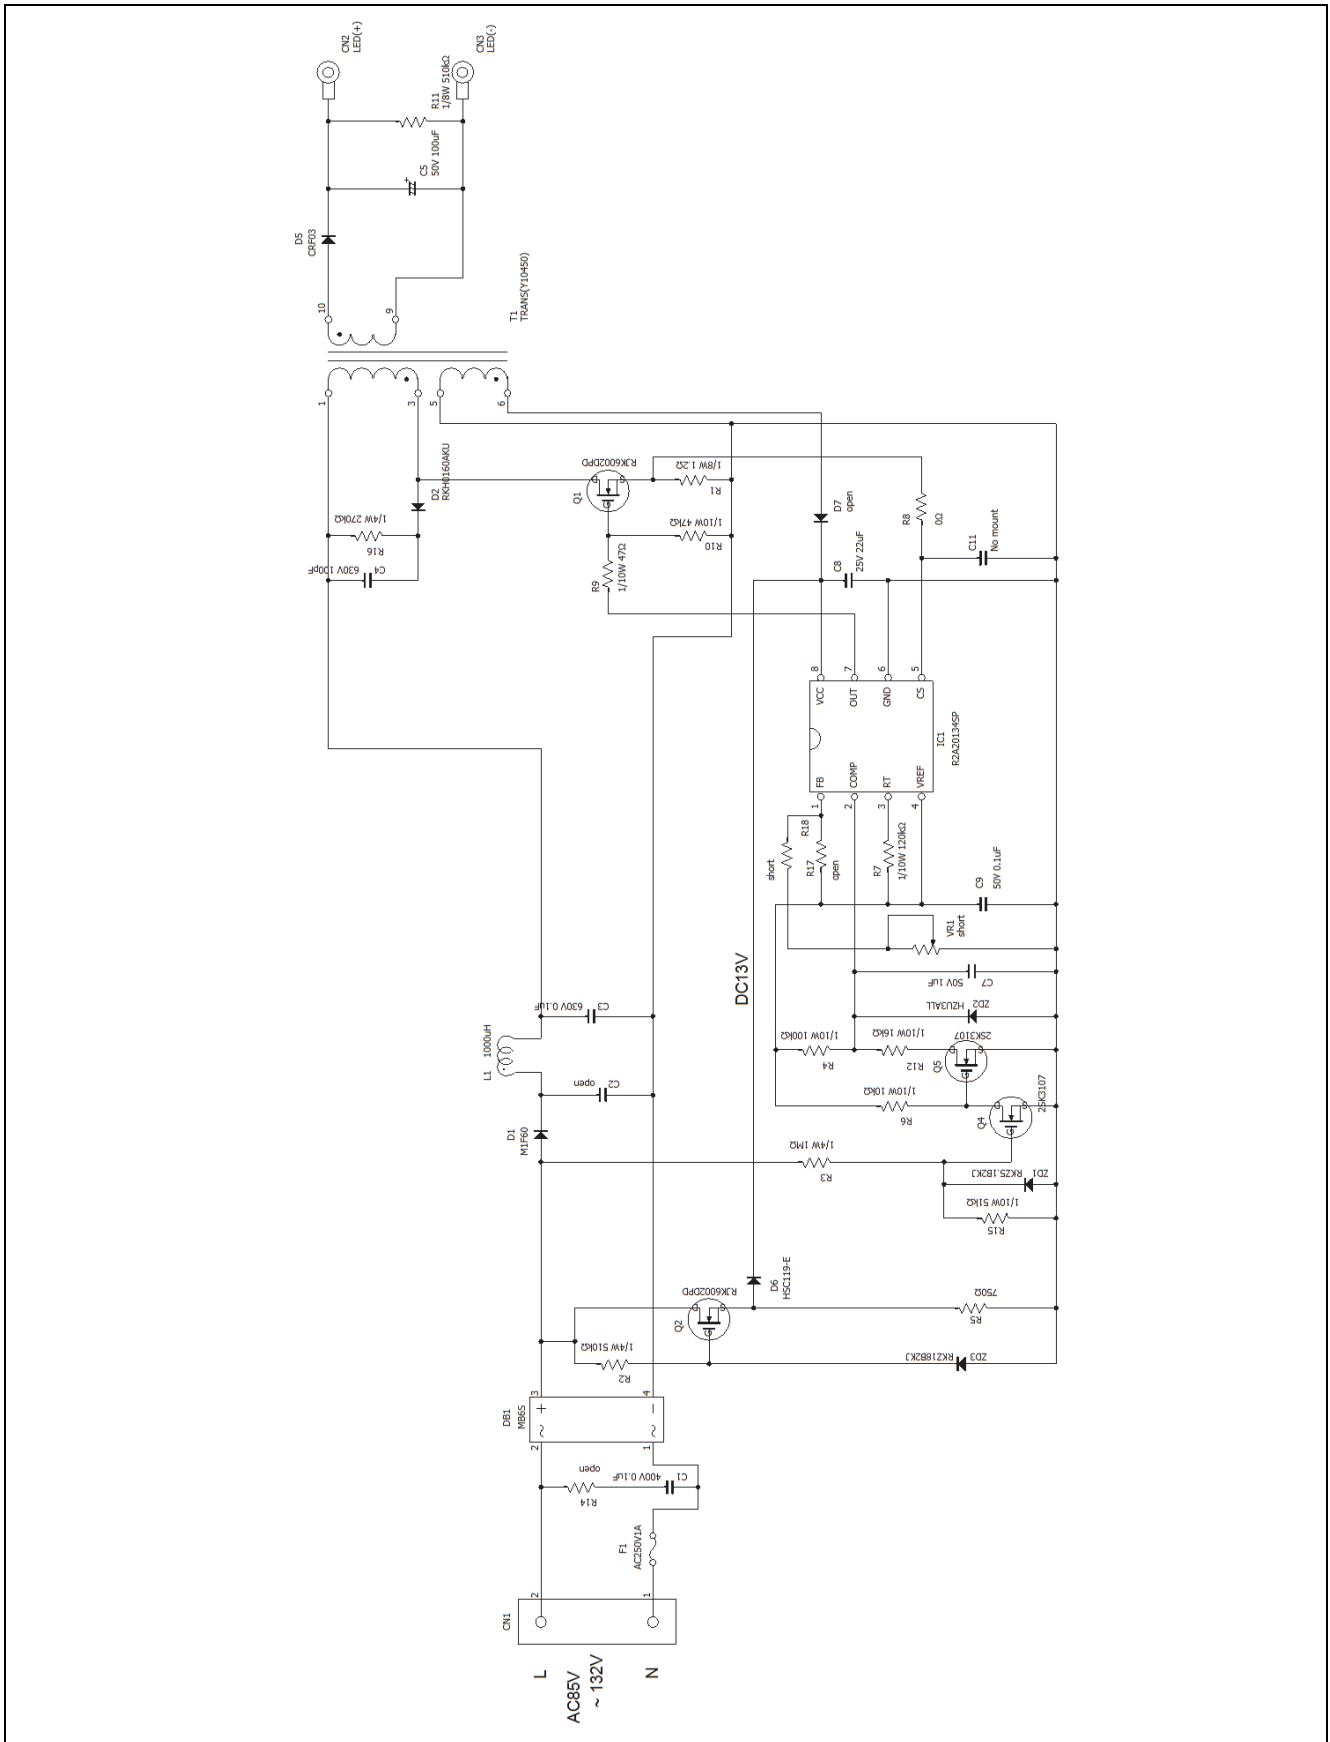 CN2
LED(+)
CN3
LED(-)
R11
1/8W 510kΩ
C5
50V 100uF
+
D5
CRF03
10
9
T1
TRANS(Y10450)
1
3
5
6
D2
RKH0160AKU
1/4W 270kΩ
R16
630V 100pF
C4
Q1
RJK6002DPD
D
G
S
1/8W 1.2Ω
R1
1/10W 47kΩ
R10
R9
1/10W 47Ω
D7
open
R8
0Ω
C8
25V 22uF
C11
No mount
8
7
6
5
VCC
OUT
GND
CS
IC1
R2A20134SP
FB
COMP
RT
VREF
1
2
3
4
R18
short
R17
open
R7
1/10W 120kΩ
C9
50V 0.1uF
VR1
short
DC13V
50V 1uF
C7
HZU3ALL
ZD2
L1 1000uH
630V 0.1uF
C3
open
C2
1/10W 100kΩ
R4
1/10W 16kΩ
R12
2SK3107
Q5
D
G
S
1/10W 10kΩ
R6
Q4
2SK3107
D
G
S
D1
M1F60
1/4W 1MΩ
R3
RKZ5.1B2KJ
ZD1
1/10W 51kΩ
R15
D6
HSC119-E
RJK6002DPD
Q2
D
G
S
750Ω
R5
1/4W 510kΩ
R2
RKZ18B2KJ
ZD3
DB1
MB6S
3
4
+
−
~
~
2
1
open
R14
400V 0.1uF
C1
F1
AC250V1A
CN1
2
1
L
AC85V
~ 132V
N